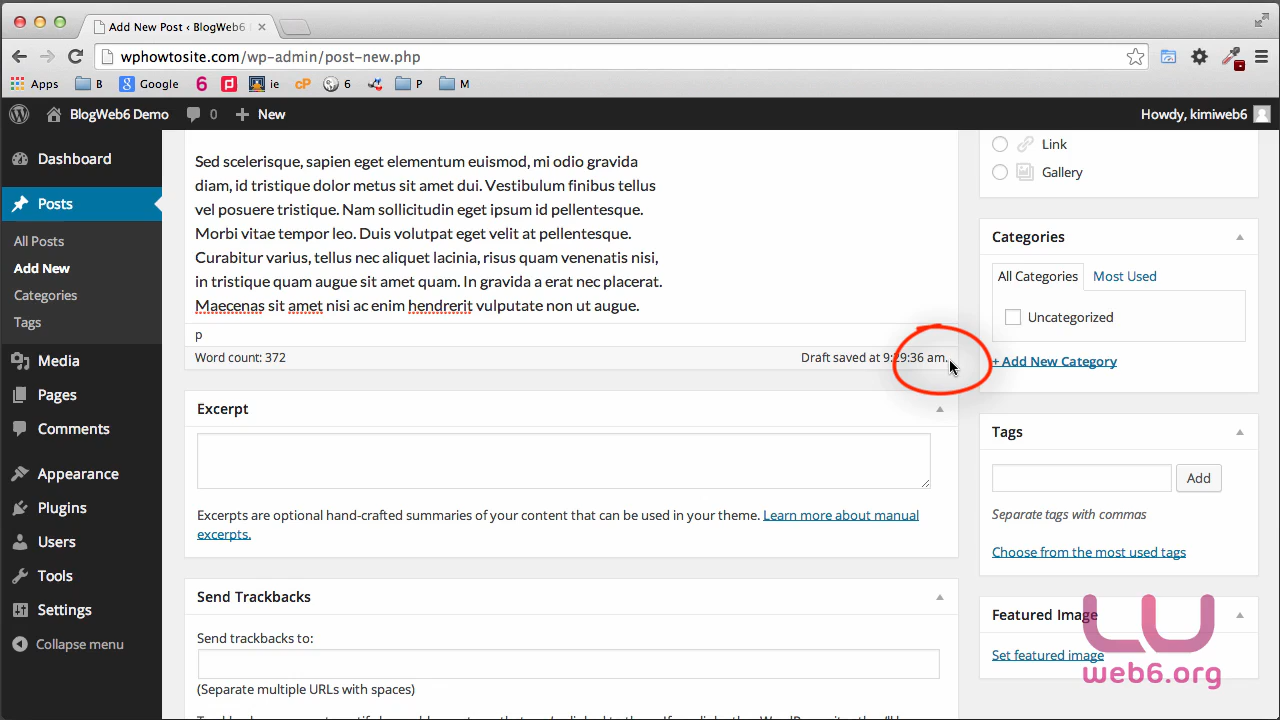 Add New Post ‹ BlogWeb6
wphowtosite.com/wp-admin/post-new.php
Apps B Google 6 ie cP 6 P M
BlogWeb6 Demo 0 New Howdy, kimiweb6
Dashboard
Posts
All Posts
Add New
Categories
Tags
Media
Pages
Comments
Appearance
Plugins
Users
Tools
Settings
Collapse menu
Sed scelerisque, sapien eget elementum euismod, mi odio gravida
diam, id tristique dolor metus sit amet dui. Vestibulum finibus tellus
vel posuere tristique. Nam sollicitudin eget ipsum id pellentesque.
Morbi vitae tempor leo. Duis volutpat eget velit at pellentesque.
Curabitur varius, tellus nec aliquet lacinia, risus quam venenatis nisi,
in tristique quam augue sit amet quam. In gravida a erat nec placerat.
Maecenas sit amet nisi ac enim hendrerit vulputate non ut augue.
p
Word count: 372 Draft saved at 9:29:36 am.
Excerpt
Excerpts are optional hand-crafted summaries of your content that can be used in your theme. Learn more about manual
excerpts.
Send Trackbacks
Send trackbacks to:
(Separate multiple URLs with spaces)
Link
Gallery
Categories
All Categories Most Used
Uncategorized
+ Add New Category
Tags
Add
Separate tags with commas
Choose from the most used tags
Featured Image
Set featured image
web6.org